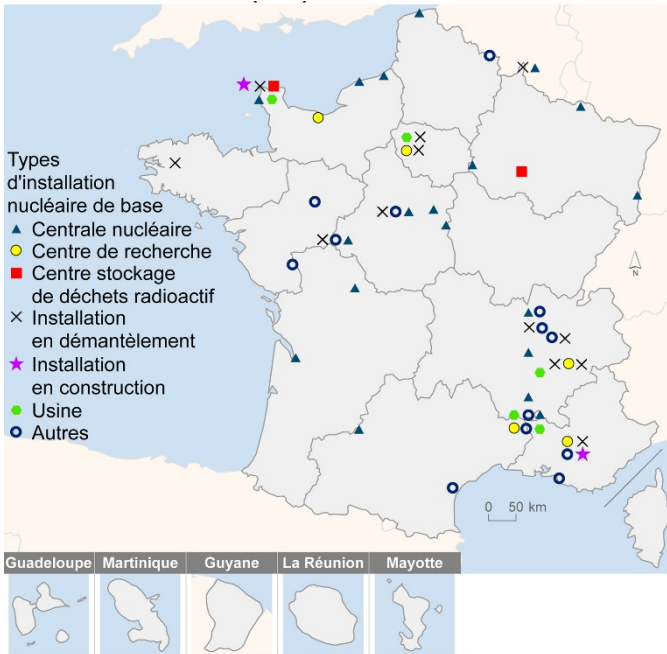 Types
d'installation
nucléaire de base
Centrale nucléaire
Centre de recherche
Centre stockage
de déchets radioactif
Installation
en démantèlement
Installation
en construction
Usine
Autres
N
0 50 km
Guadeloupe Martinique Guyane La Réunion Mayotte